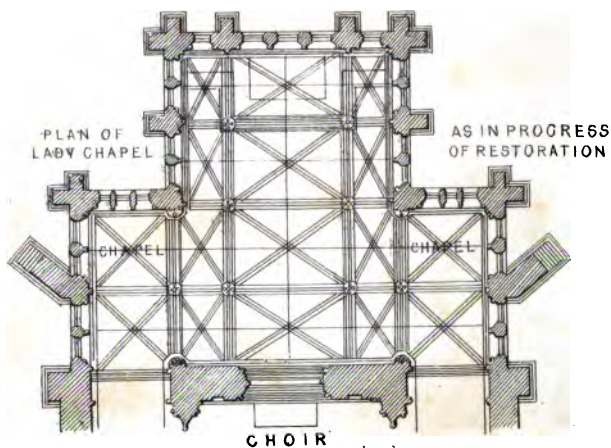 PLAN OF
LADY CHAPEL
AS IN PROGRESS
OF RESTORATION
CHAPEL
CHAPEL
CHOIR